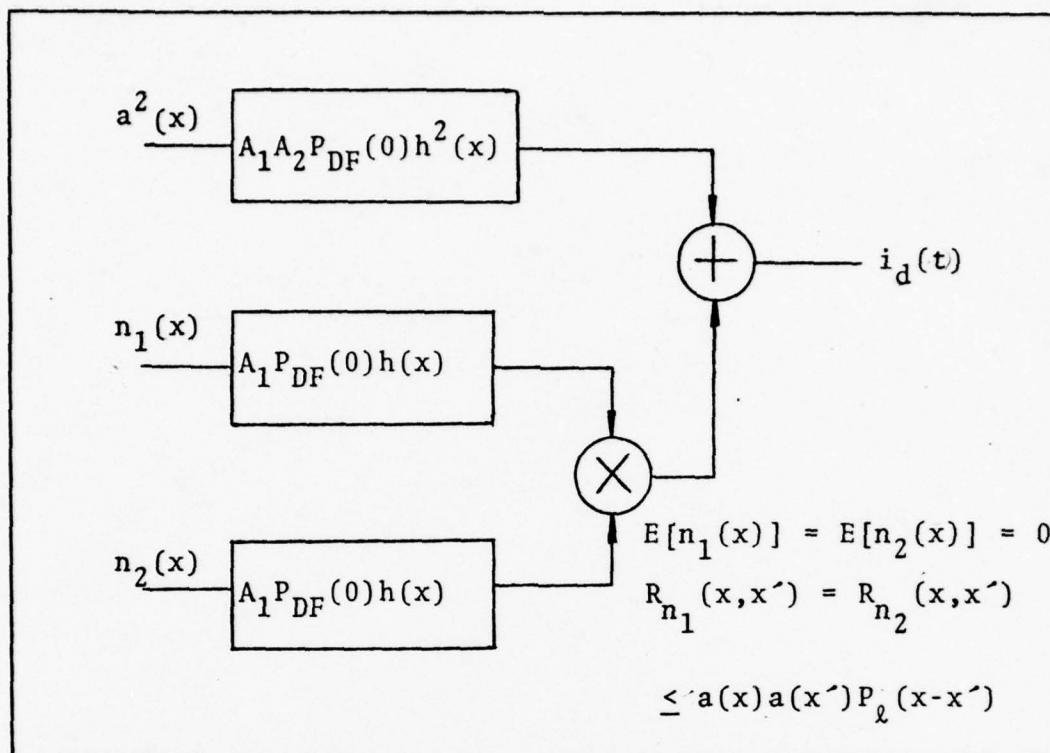 a²(x)
A₁A₂P_DF(0)h²(x)
+
i_d(t)
n₁(x)
A₁P_DF(0)h(x)
×
n₂(x)
A₁P_DF(0)h(x)
E[n₁(x)] = E[n₂(x)] = 0
R_n₁(x,x´) = R_n₂(x,x´)
≤ a(x)a(x´)P_ℓ(x-x´)